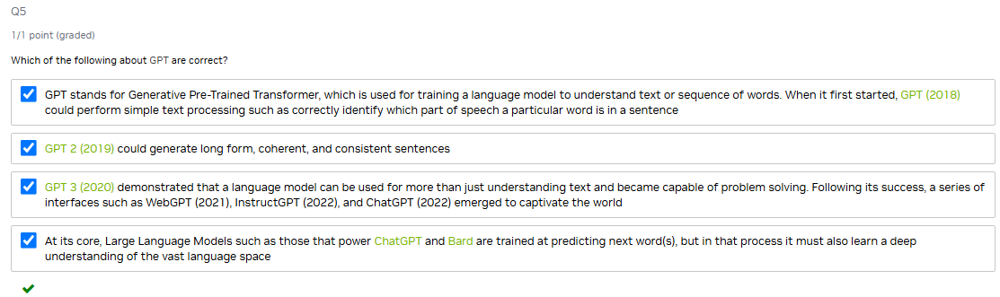 Q5
1/1 point (graded)
Which of the following about GPT are correct?
GPT stands for Generative Pre-Trained Transformer, which is used for training a language model to understand text or sequence of words. When it first started, GPT (2018)
could perform simple text processing such as correctly identify which part of speech a particular word is in a sentence
GPT 2 (2019) could generate long form, coherent, and consistent sentences
GPT 3 (2020) demonstrated that a language model can be used for more than just understanding text and became capable of problem solving. Following its success, a series of
interfaces such as WebGPT (2021), InstructGPT (2022), and ChatGPT (2022) emerged to captivate the world
At its core, Large Language Models such as those that power ChatGPT and Bard are trained at predicting next word(s), but in that process it must also learn a deep
understanding of the vast language space